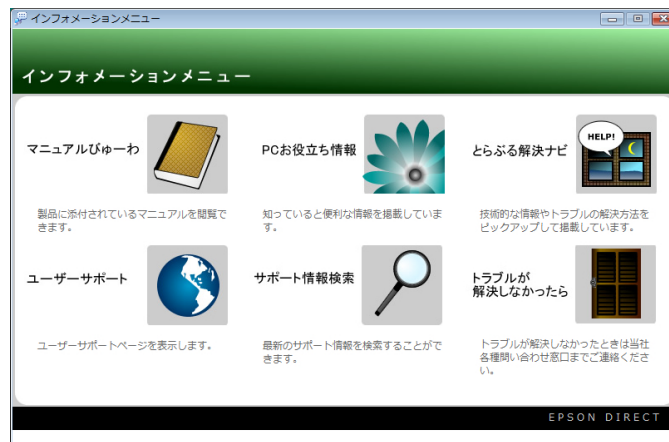 インフォメーションメニュー
インフォメーションメニュー
マニュアルびゅーわ
製品に添付されているマニュアルを閲覧で
きます。
PCお役立ち情報
知っていると便利な情報を掲載していま
す。
とらぶる解決ナビ
HELP!
技術的な情報やトラブルの解決方法を
ピックアップして掲載しています。
ユーザーサポート
ユーザーサポートページを表示します。
サポート情報検索
最新のサポート情報を検索することがで
きます。
トラブルが
解決しなかったら
トラブルが解決しなかったときは当社
各種問い合わせ窓口までご連絡くださ
い。
EPSON DIRECT